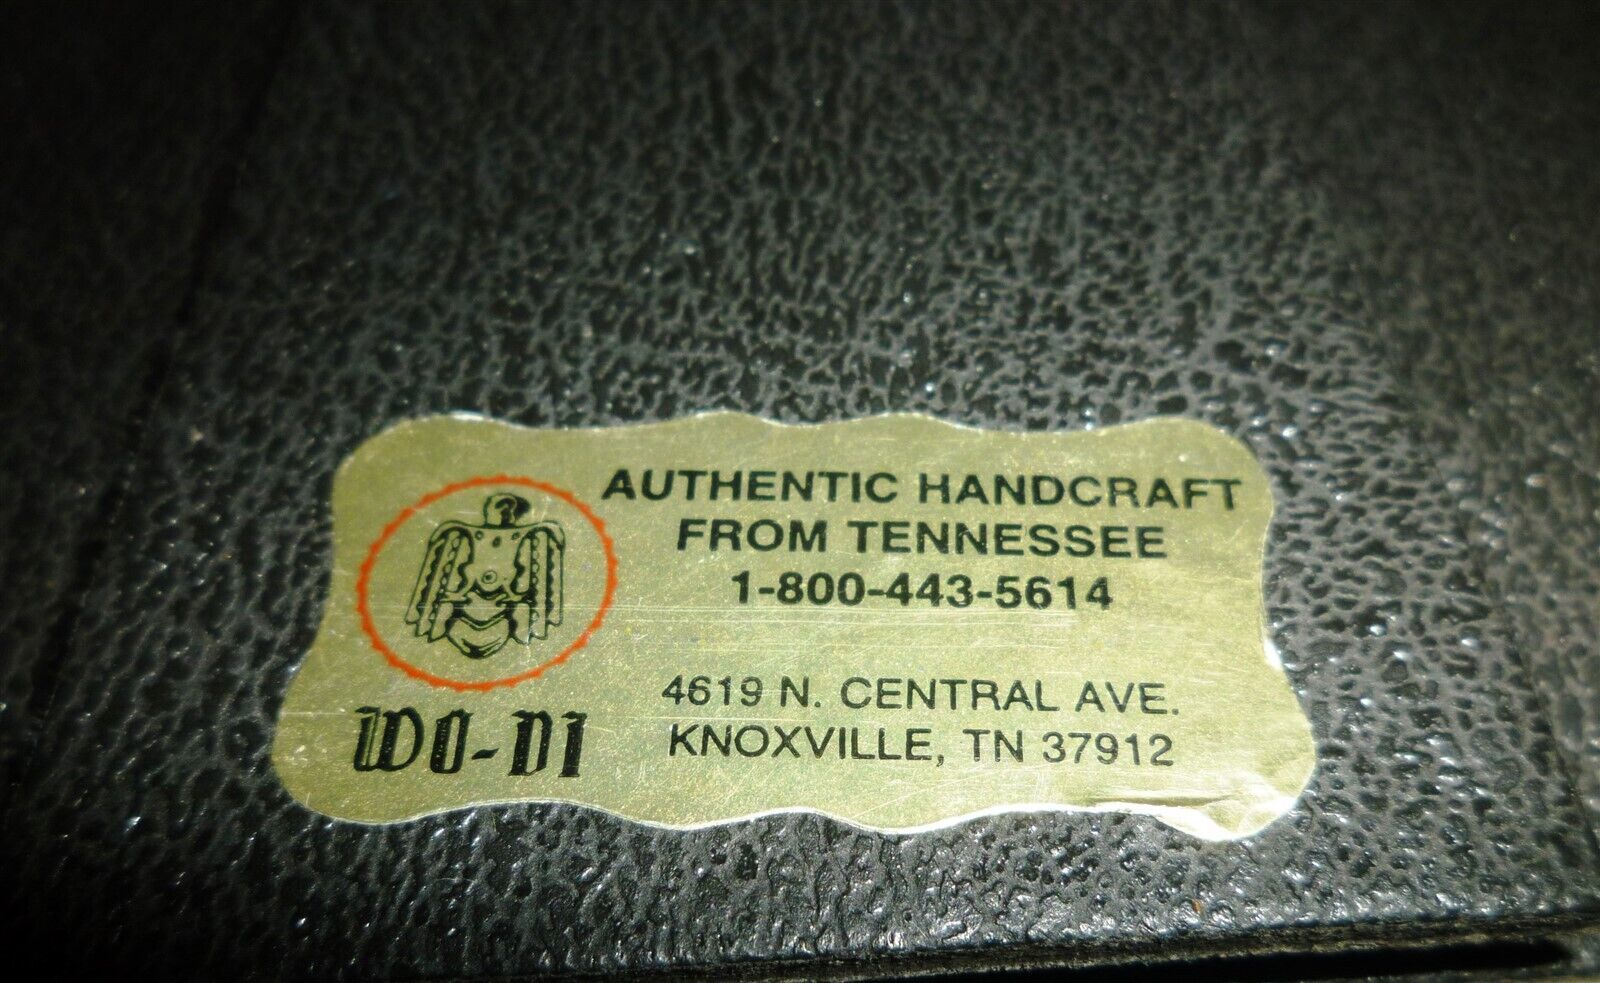 AUTHENTIC HANDCRAFT
FROM TENNESSEE
1-800-443-5614
4619 N. CENTRAL AVE.
KNOXVILLE, TN 37912
WO-DI